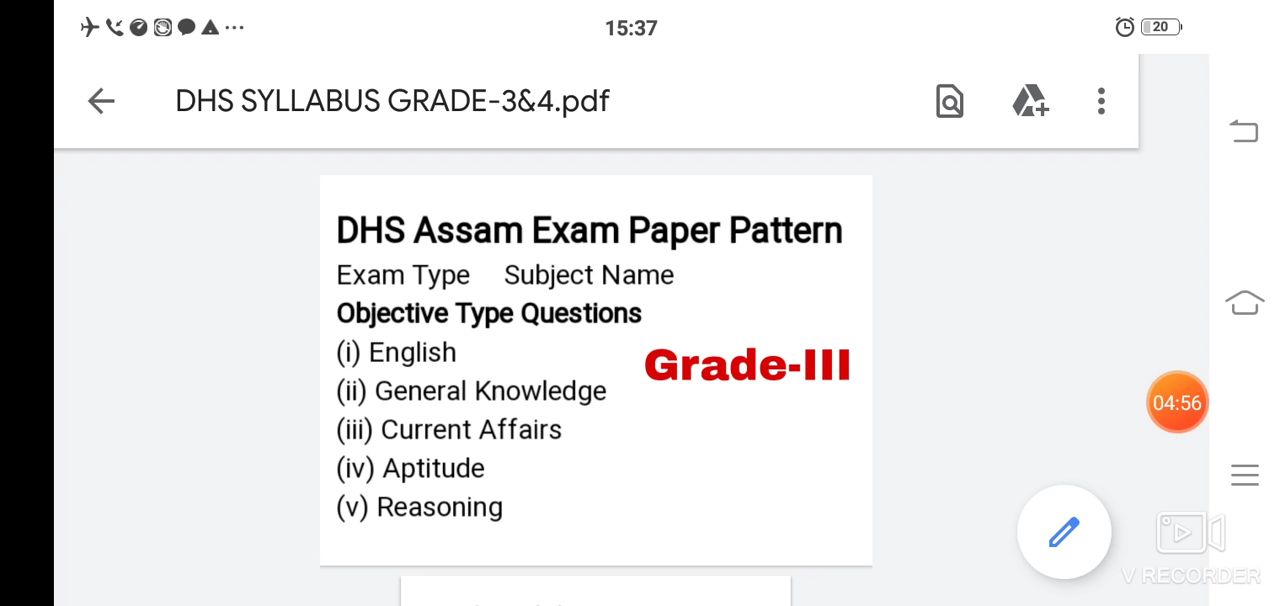 15:37
20
DHS SYLLABUS GRADE-3&4.pdf
DHS Assam Exam Paper Pattern
Exam Type Subject Name
Objective Type Questions
(i) English
(ii) General Knowledge
Grade-III
(iii) Current Affairs
(iv) Aptitude
(v) Reasoning
04:56
V RECORDER